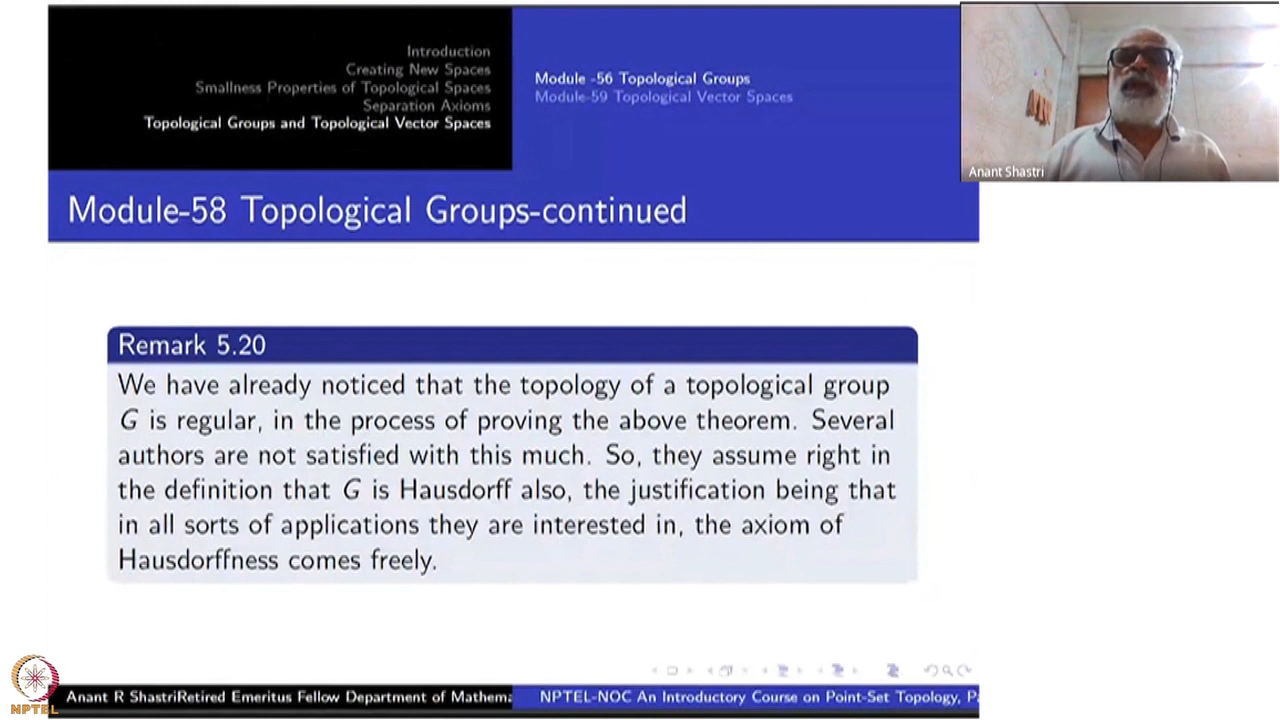 Introduction
Creating New Spaces
Smallness Properties of Topological Spaces
Separation Axioms
Topological Groups and Topological Vector Spaces
Module -56 Topological Groups
Module-59 Topological Vector Spaces
Anant Shastri
Module-58 Topological Groups-continued
Remark 5.20
We have already noticed that the topology of a topological group
G is regular, in the process of proving the above theorem. Several
authors are not satisfied with this much. So, they assume right in
the definition that G is Hausdorff also, the justification being that
in all sorts of applications they are interested in, the axiom of
Hausdorffness comes freely.
NPTEL
Anant R ShastriRetired Emeritus Fellow Department of Mathema
NPTEL-NOC An Introductory Course on Point-Set Topology, Pa